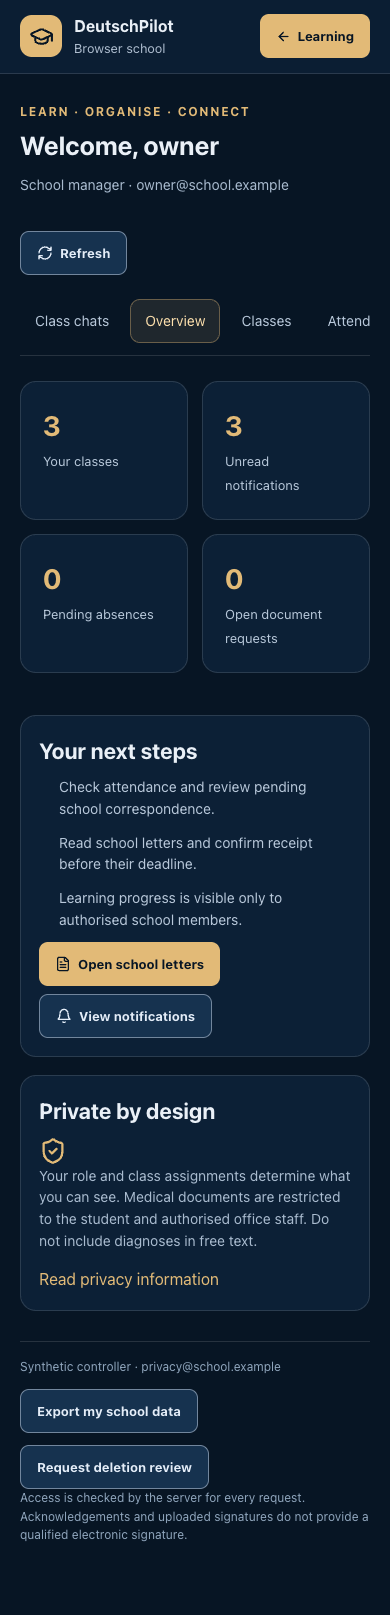 DeutschPilot
Browser school
Learning
LEARN · ORGANISE · CONNECT
Welcome, owner
School manager · owner@school.example
Refresh
Class chats
Overview
Classes
Attend
3
Your classes
3
Unread
notifications
0
Pending absences
0
Open document
requests
Your next steps
Check attendance and review pending
school correspondence.
Read school letters and confirm receipt
before their deadline.
Learning progress is visible only to
authorised school members.
Open school letters
View notifications
Private by design
Your role and class assignments determine what
you can see. Medical documents are restricted
to the student and authorised office staff. Do
not include diagnoses in free text.
Read privacy information
Synthetic controller · privacy@school.example
Export my school data
Request deletion review
Access is checked by the server for every request.
Acknowledgements and uploaded signatures do not provide a
qualified electronic signature.